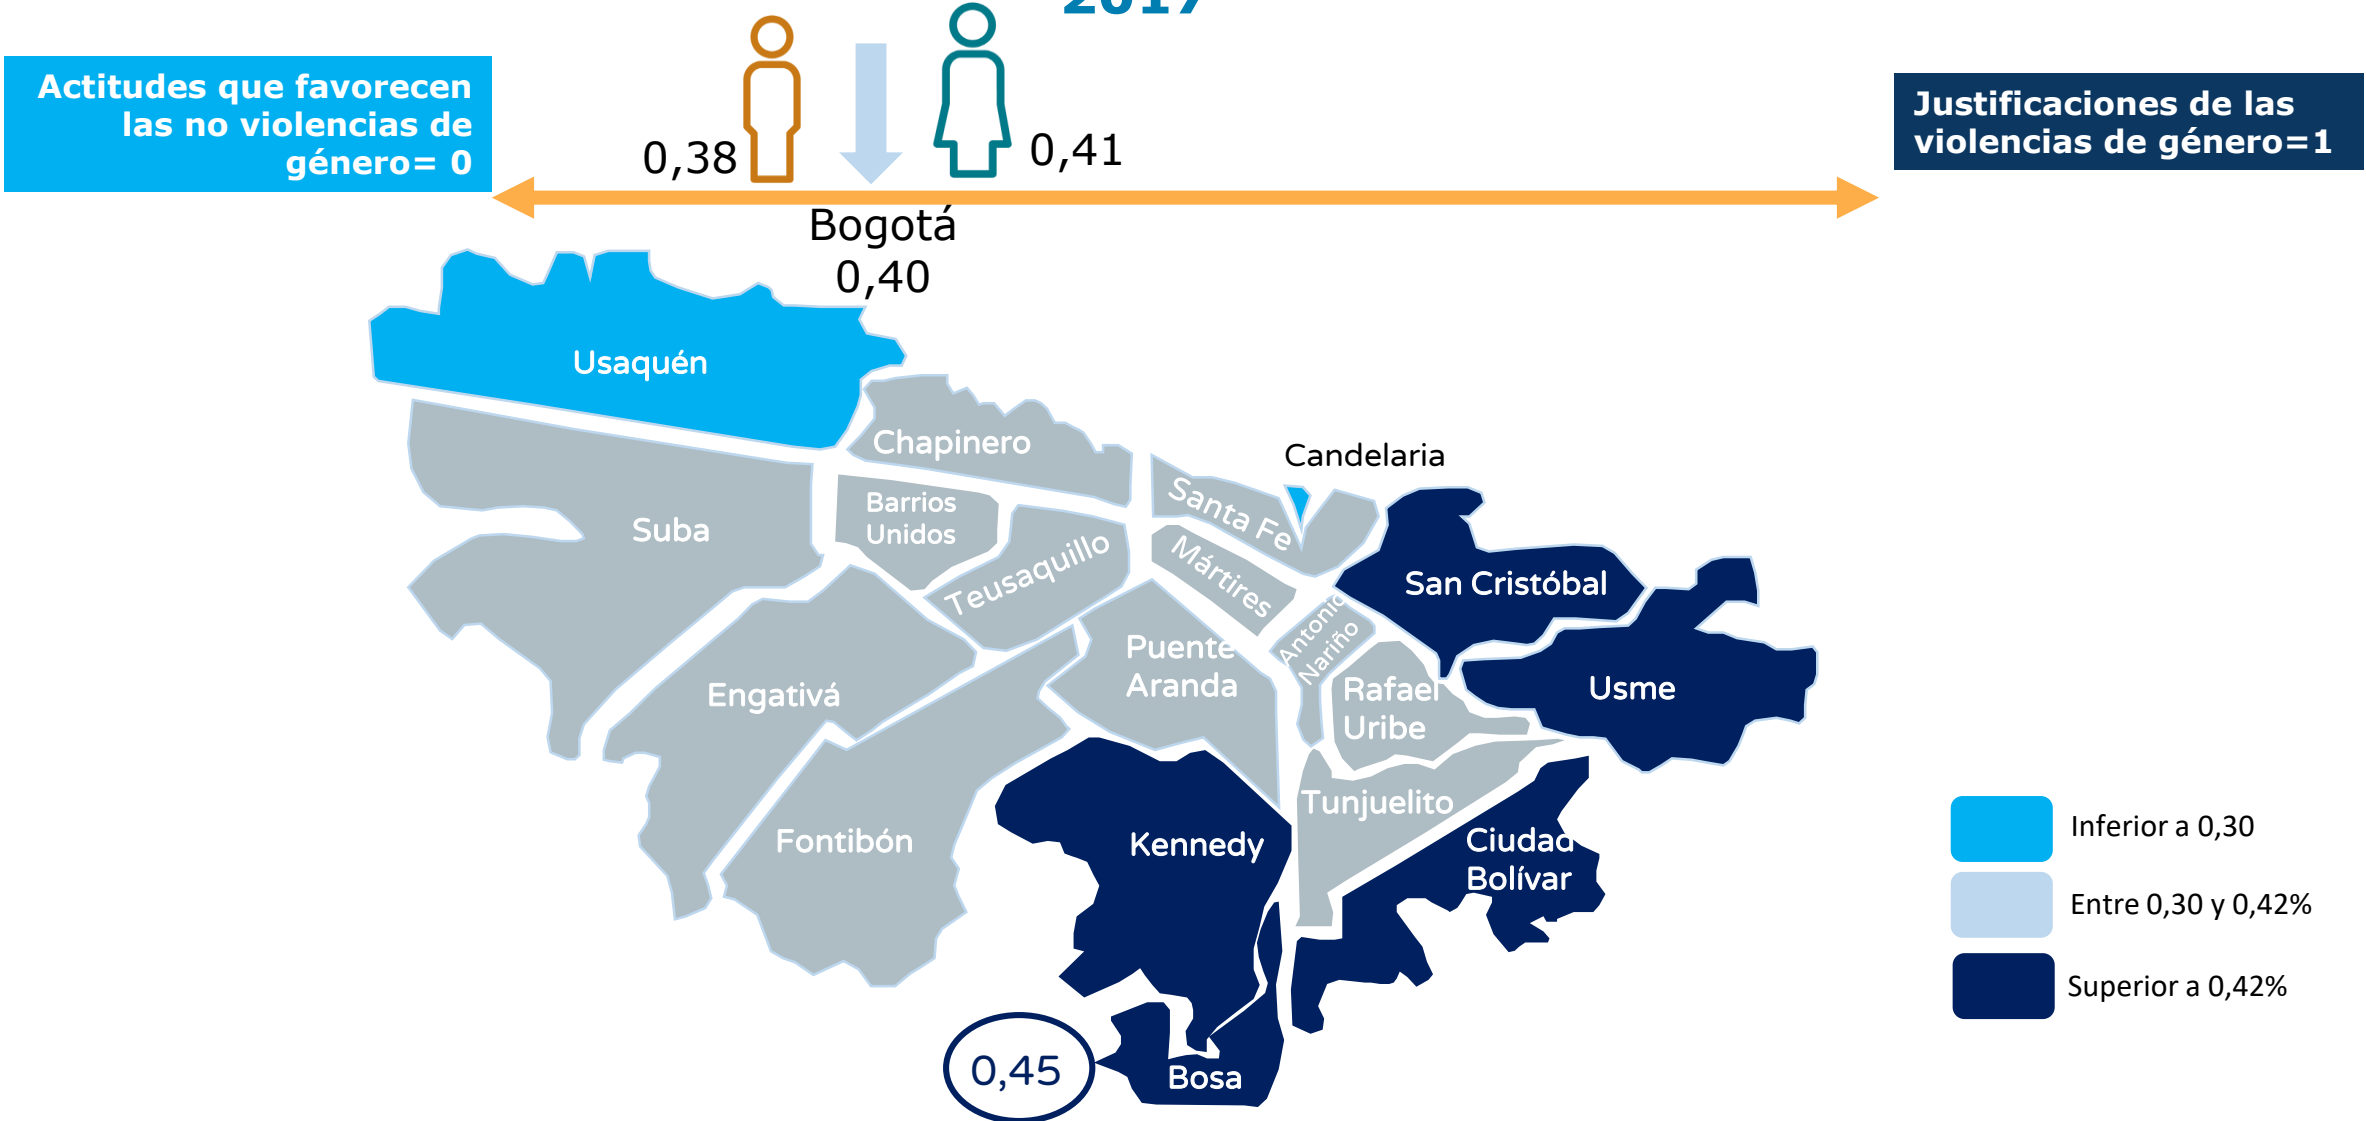 2017
Actitudes que favorecen
las no violencias de
género= 0
Justificaciones de las
violencias de género=1
0,38
0,41
Bogotá
0,40
Usaquén
Chapinero
Candelaria
Santa Fe
Barrios
Unidos
Suba
Teusaquillo
Mártires
San Cristóbal
Antonio
Nariño
Puente
Aranda
Engativá
Rafael
Uribe
Usme
Fontibón
Kennedy
Tunjuelito
Ciudad
Bolívar
Bosa
0,45
Inferior a 0,30
Entre 0,30 y 0,42%
Superior a 0,42%